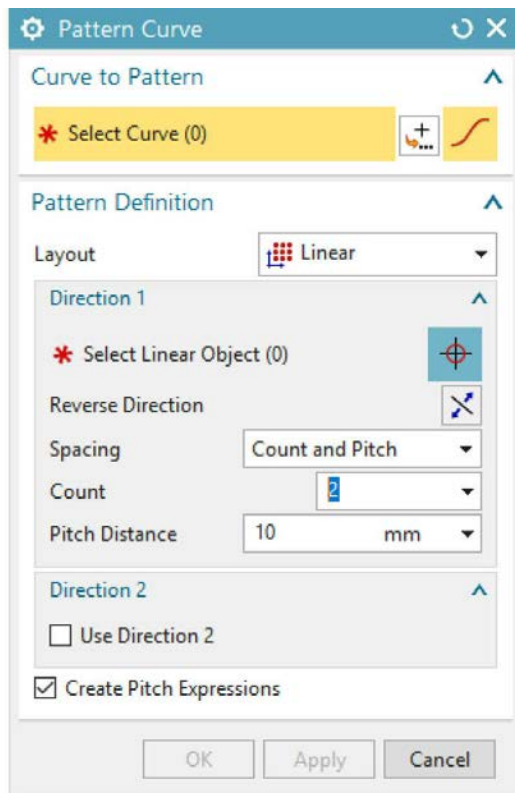 Pattern Curve
Curve to Pattern
* Select Curve (0)
Pattern Definition
Layout Linear
Direction 1
* Select Linear Object (0)
Reverse Direction
Spacing Count and Pitch
Count 2
Pitch Distance 10 mm
Direction 2
Use Direction 2
Create Pitch Expressions
OK Apply Cancel